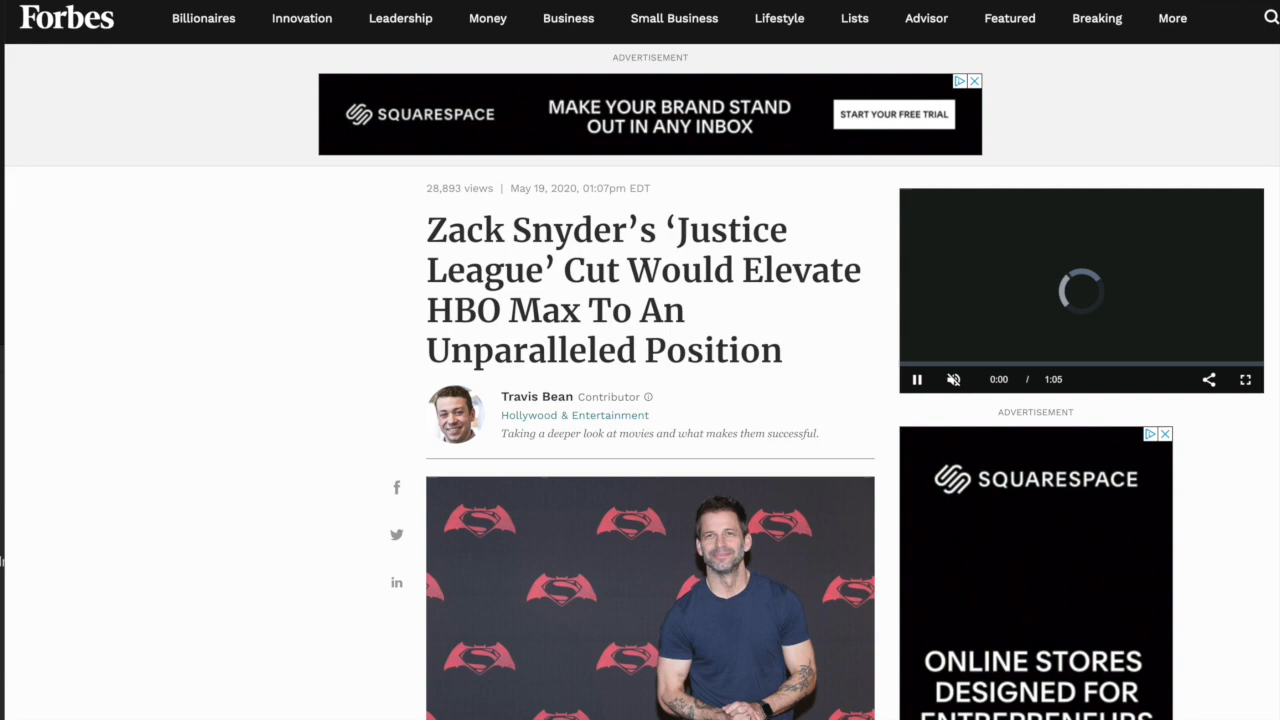 Forbes
Billionaires Innovation Leadership Money Business Small Business Lifestyle Lists Advisor Featured Breaking More
ADVERTISEMENT
SQUARESPACE
MAKE YOUR BRAND STAND
OUT IN ANY INBOX
START YOUR FREE TRIAL
28,893 views | May 19, 2020, 01:07pm EDT
Zack Snyder’s ‘Justice
League’ Cut Would Elevate
HBO Max To An
Unparalleled Position
Travis Bean Contributor
Hollywood & Entertainment
Taking a deeper look at movies and what makes them successful.
0:00 / 1:05
ADVERTISEMENT
SQUARESPACE
ONLINE STORES
DESIGNED FOR
ENTREPRENEURS